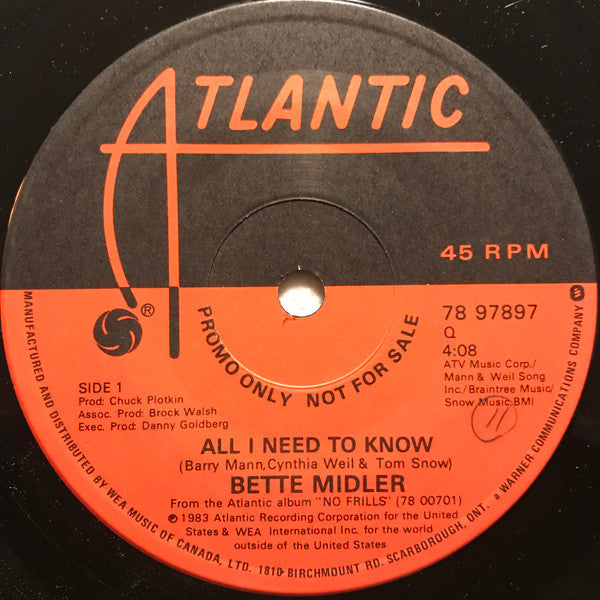 ATLANTIC
45 RPM
®
PROMO ONLY NOT FOR SALE
78 97897
Q
4:08
ATV Music Corp./
Mann & Weil Song
Inc./Braintree Music/
Snow Music.BMI
11
SIDE 1
Prod: Chuck Plotkin
Assoc. Prod: Brock Walsh
Exec. Prod: Danny Goldberg
ALL I NEED TO KNOW
(Barry Mann,Cynthia Weil & Tom Snow)
BETTE MIDLER
From the Atlantic album "NO FRILLS" (78 00701)
℗1983 Atlantic Recording Corporation for the United
States & WEA International Inc. for the world
outside of the United States
MANUFACTURED AND DISTRIBUTED BY WEA MUSIC OF CANADA, LTD. 1810 BIRCHMOUNT RD. SCARBOROUGH, ONT. a WARNER COMMUNICATIONS COMPANY